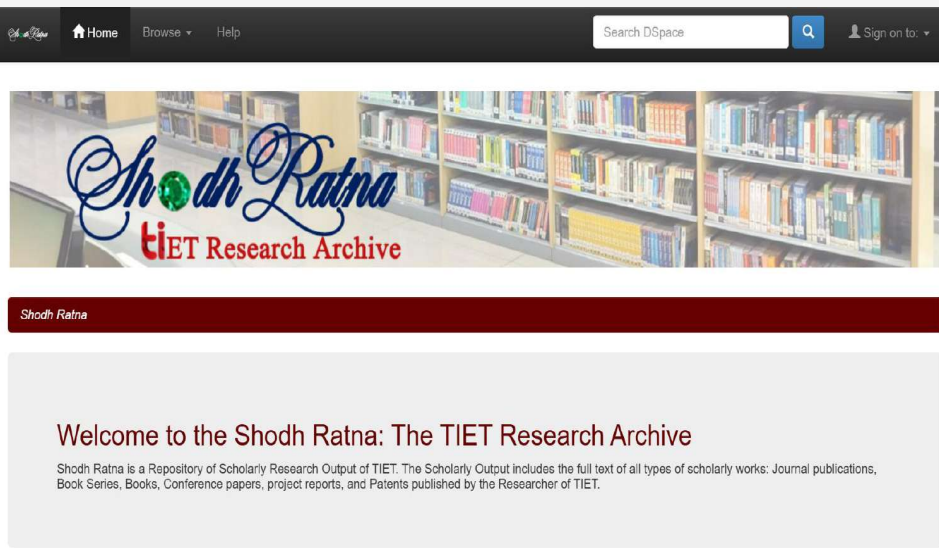 Shodh Ratna Home Browse Help Search DSpace Sign on to:
Shodh Ratna
tiET Research Archive
Shodh Ratna
Welcome to the Shodh Ratna: The TIET Research Archive
Shodh Ratna is a Repository of Scholarly Research Output of TIET. The Scholarly Output includes the full text of all types of scholarly works: Journal publications,
Book Series, Books, Conference papers, project reports, and Patents published by the Researcher of TIET.